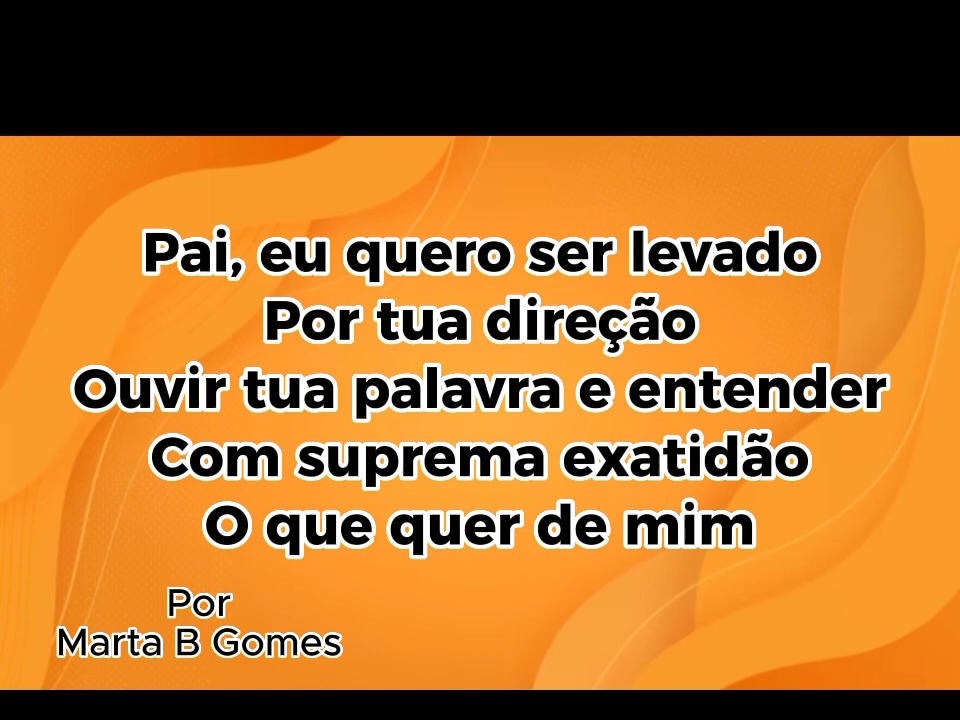 Pai, eu quero ser levado
Por tua direção
Ouvir tua palavra e entender
Com suprema exatidão
O que quer de mim
Por
Marta B Gomes